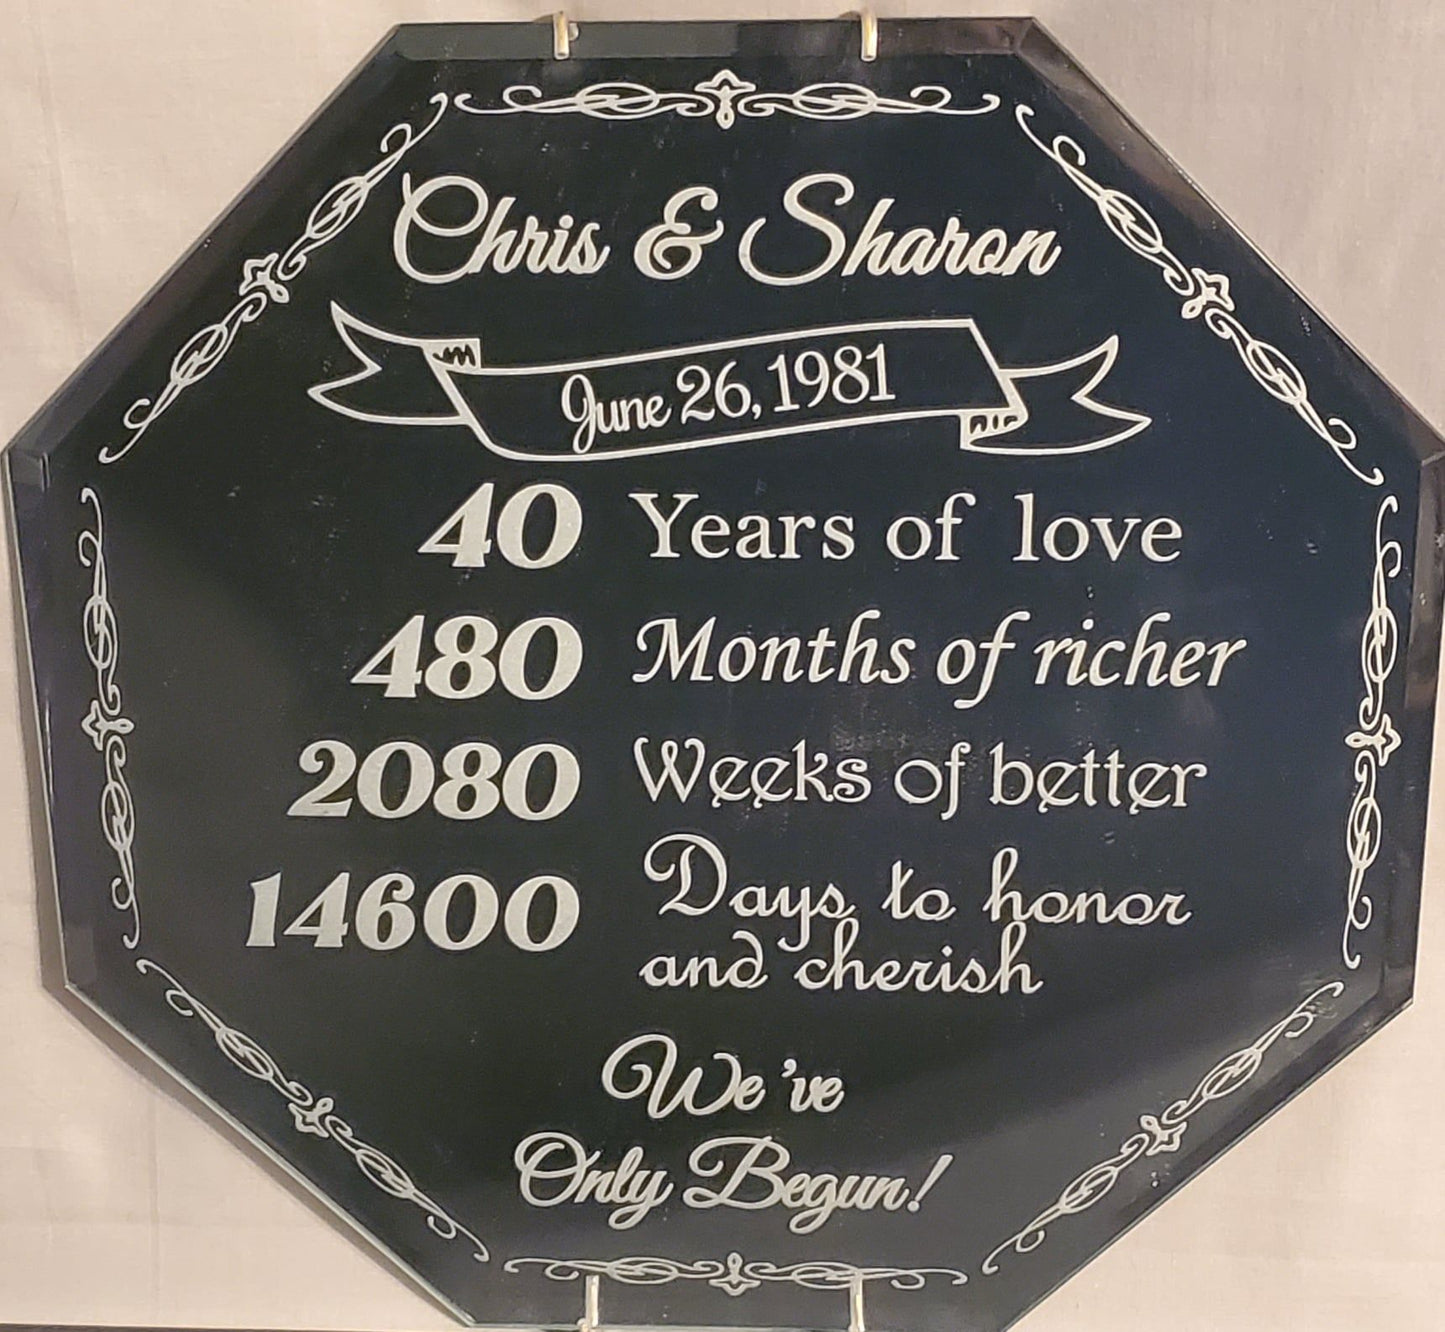 Chris & Sharon
June 26, 1981
40 Years of love
480 Months of richer
2080 Weeks of better
14600 Days to honor
and cherish
We've
Only Begun!